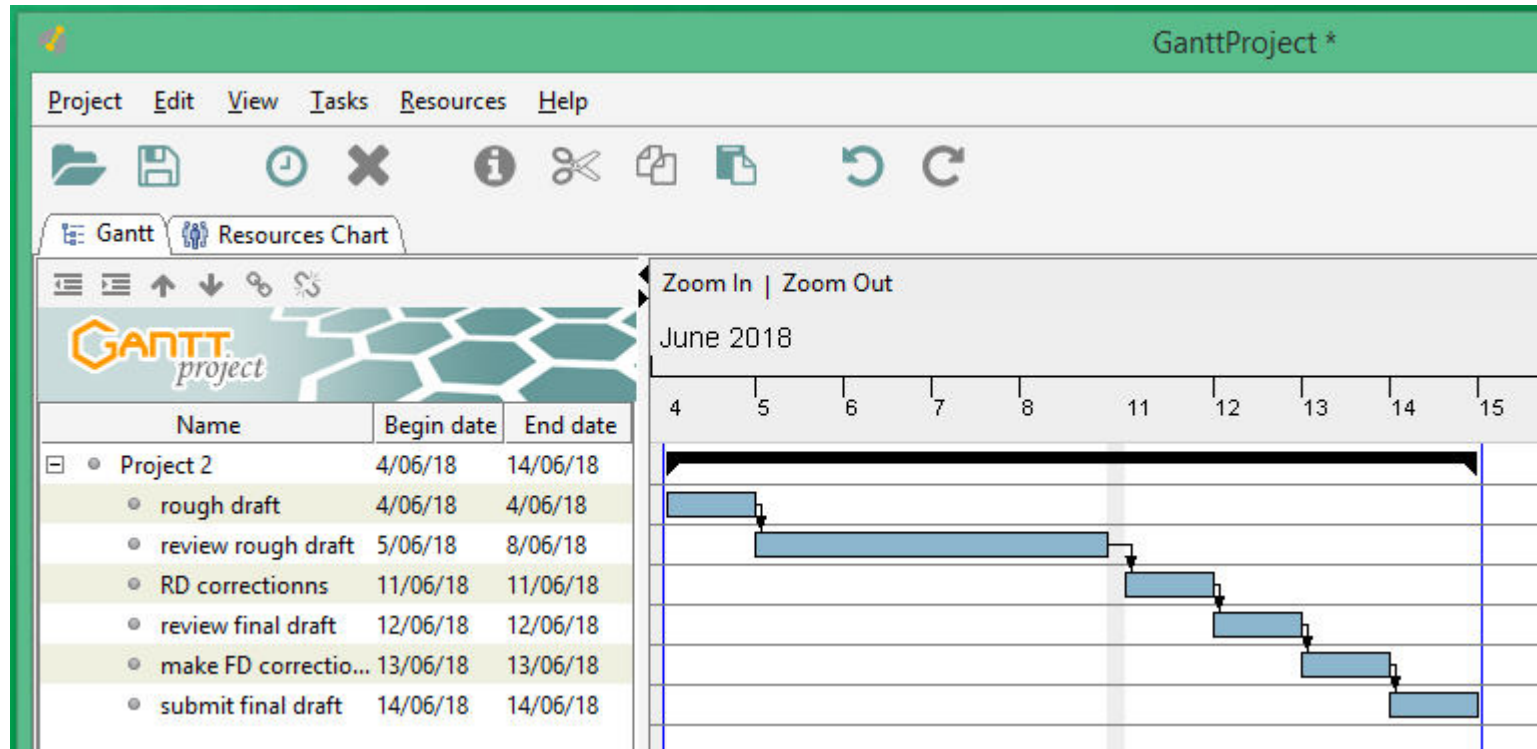 GanttProject *
Project Edit View Tasks Resources Help
Gantt Resources Chart
Zoom In | Zoom Out
GANTT project
June 2018
4 5 6 7 8 11 12 13 14 15
Name Begin date End date
Project 2 4/06/18 14/06/18
rough draft 4/06/18 4/06/18
review rough draft 5/06/18 8/06/18
RD correctionns 11/06/18 11/06/18
review final draft 12/06/18 12/06/18
make FD correctio... 13/06/18 13/06/18
submit final draft 14/06/18 14/06/18